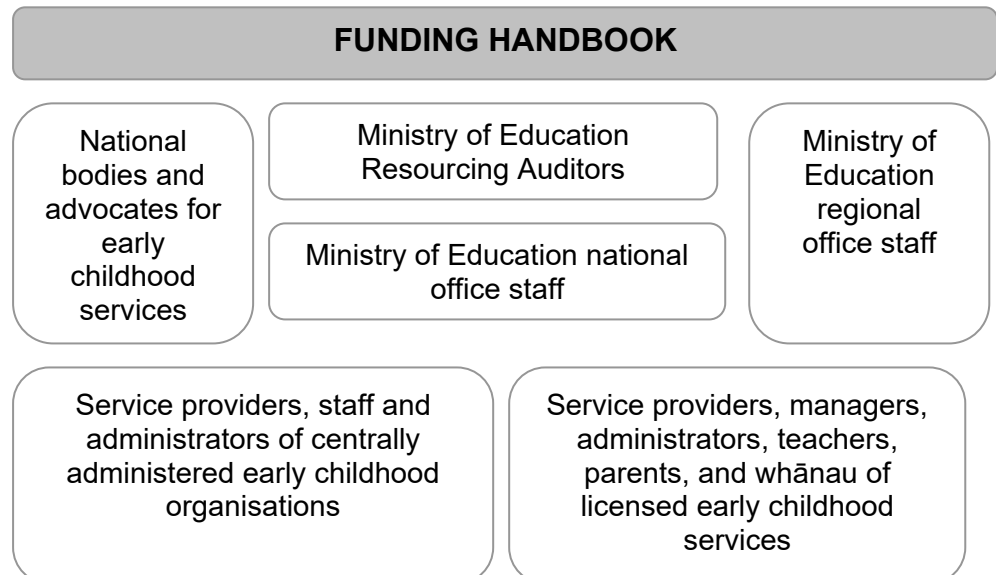 FUNDING HANDBOOK
National
bodies and
advocates for
early
childhood
services
Ministry of Education
Resourcing Auditors
Ministry of Education national
office staff
Ministry of
Education
regional
office staff
Service providers, staff and
administrators of centrally
administered early childhood
organisations
Service providers, managers,
administrators, teachers,
parents, and whānau of
licensed early childhood
services